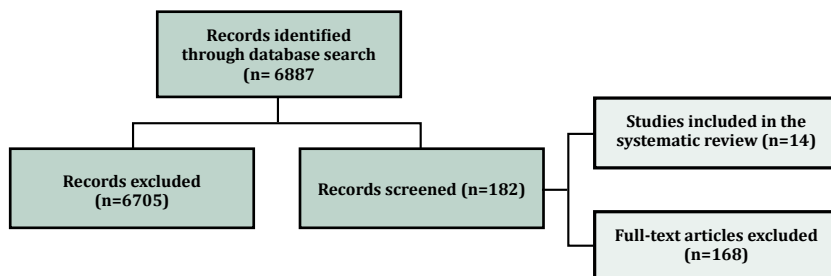 Records identified
through database search
(n= 6887
Records excluded
(n=6705)
Records screened (n=182)
Studies included in the
systematic review (n=14)
Full-text articles excluded
(n=168)